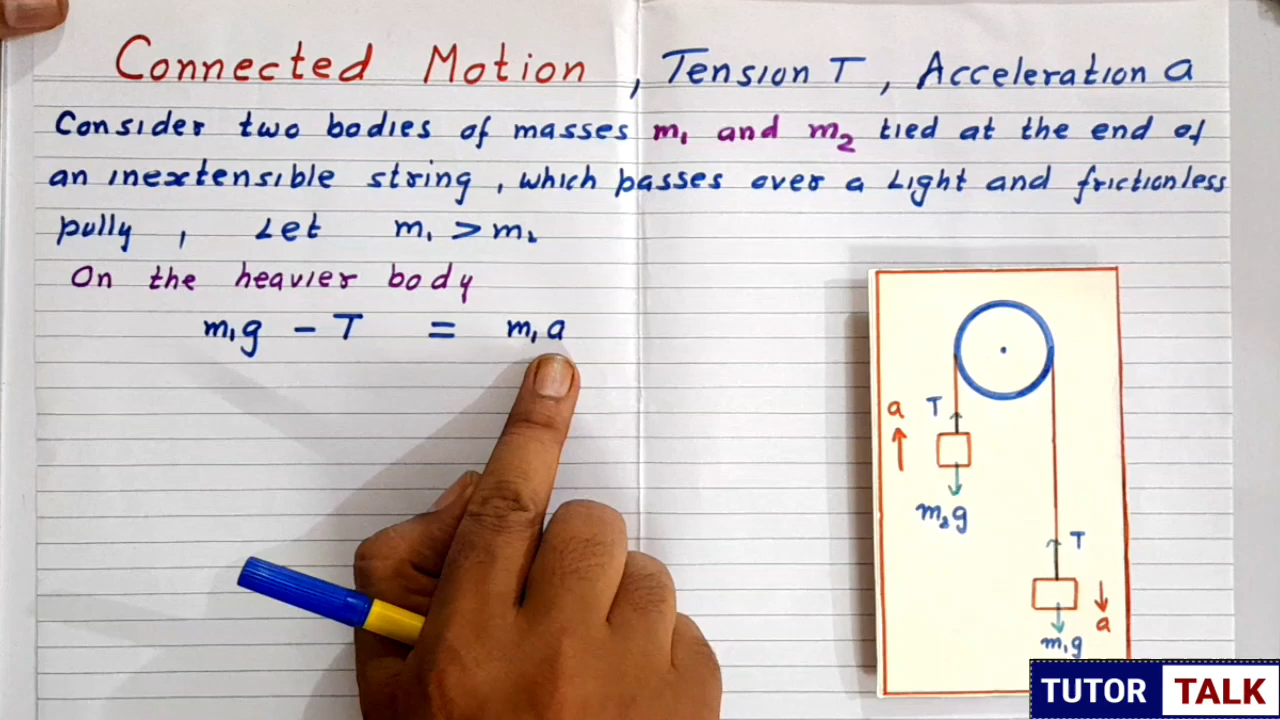 Connected Motion, Tension T, Acceleration a
Consider two bodies of masses m₁ and m₂ tied at the end of
an inextensible string, which passes over a Light and frictionless
pully, Let m₁ > m₂
On the heavier body
m₁g - T = m₁a
a
T
m₂g
T
a
m₁g
TUTOR TALK